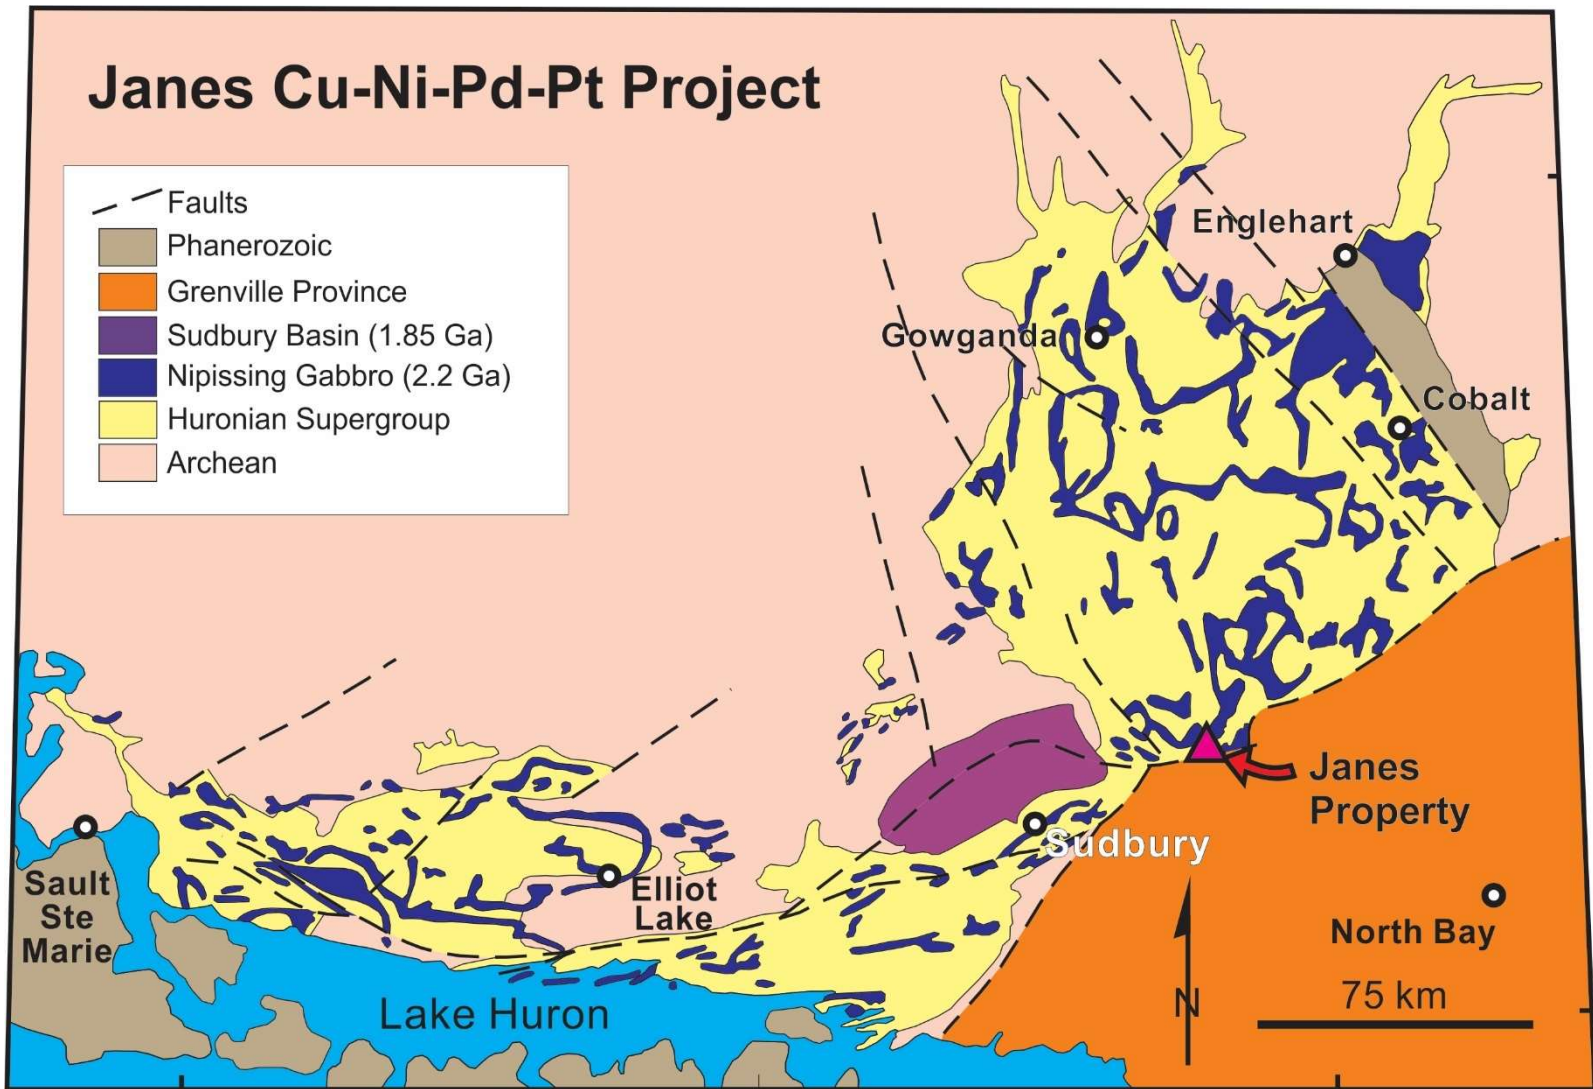 Janes Cu-Ni-Pd-Pt Project
Faults
Phanerozoic
Grenville Province
Sudbury Basin (1.85 Ga)
Nipissing Gabbro (2.2 Ga)
Huronian Supergroup
Archean
Englehart
Gowganda
Cobalt
Janes
Property
Sudbury
Elliot
Lake
Sault
Ste
Marie
North Bay
Lake Huron
N
75 km